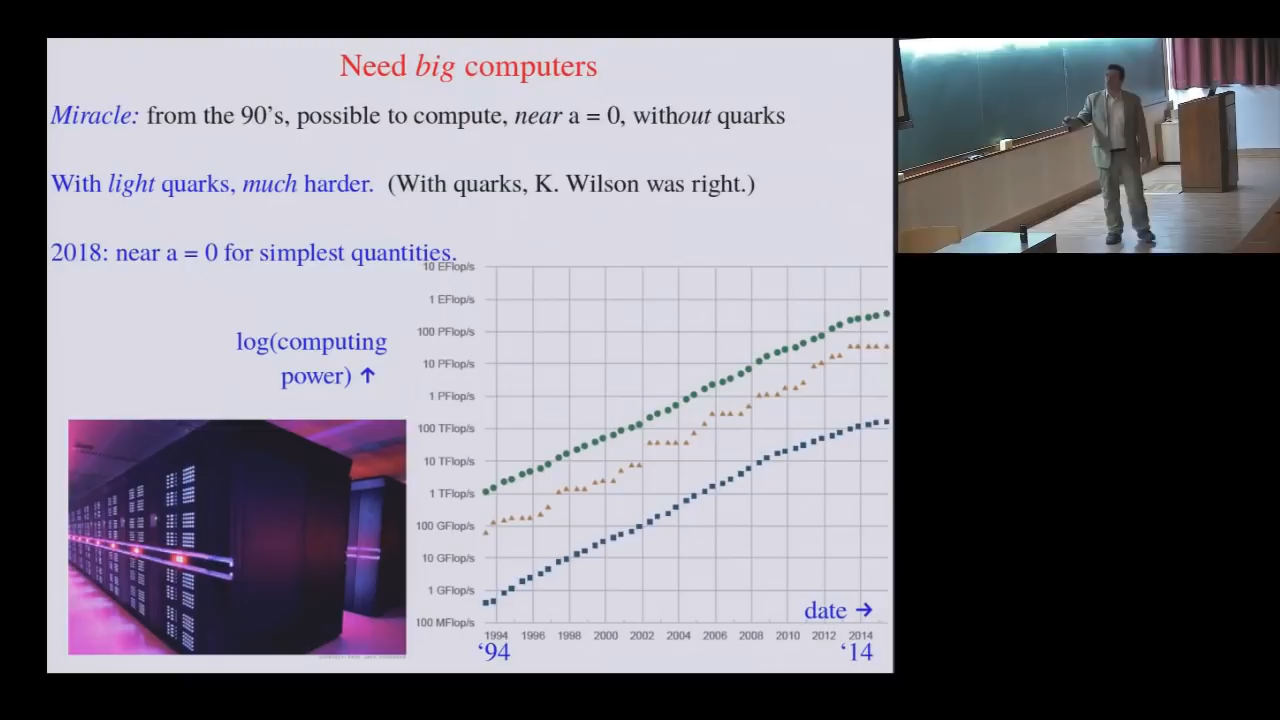 Need big computers
Miracle: from the 90's, possible to compute, near a = 0, without quarks
With light quarks, much harder. (With quarks, K. Wilson was right.)
2018: near a = 0 for simplest quantities.
10 EFlop/s
1 EFlop/s
100 PFlop/s
10 PFlop/s
1 PFlop/s
100 TFlop/s
10 TFlop/s
1 TFlop/s
100 GFlop/s
10 GFlop/s
1 GFlop/s
100 MFlop/s
log(computing
power) ↑
date →
1994 1996 1998 2000 2002 2004 2006 2008 2010 2012 2014
‘94 ‘14